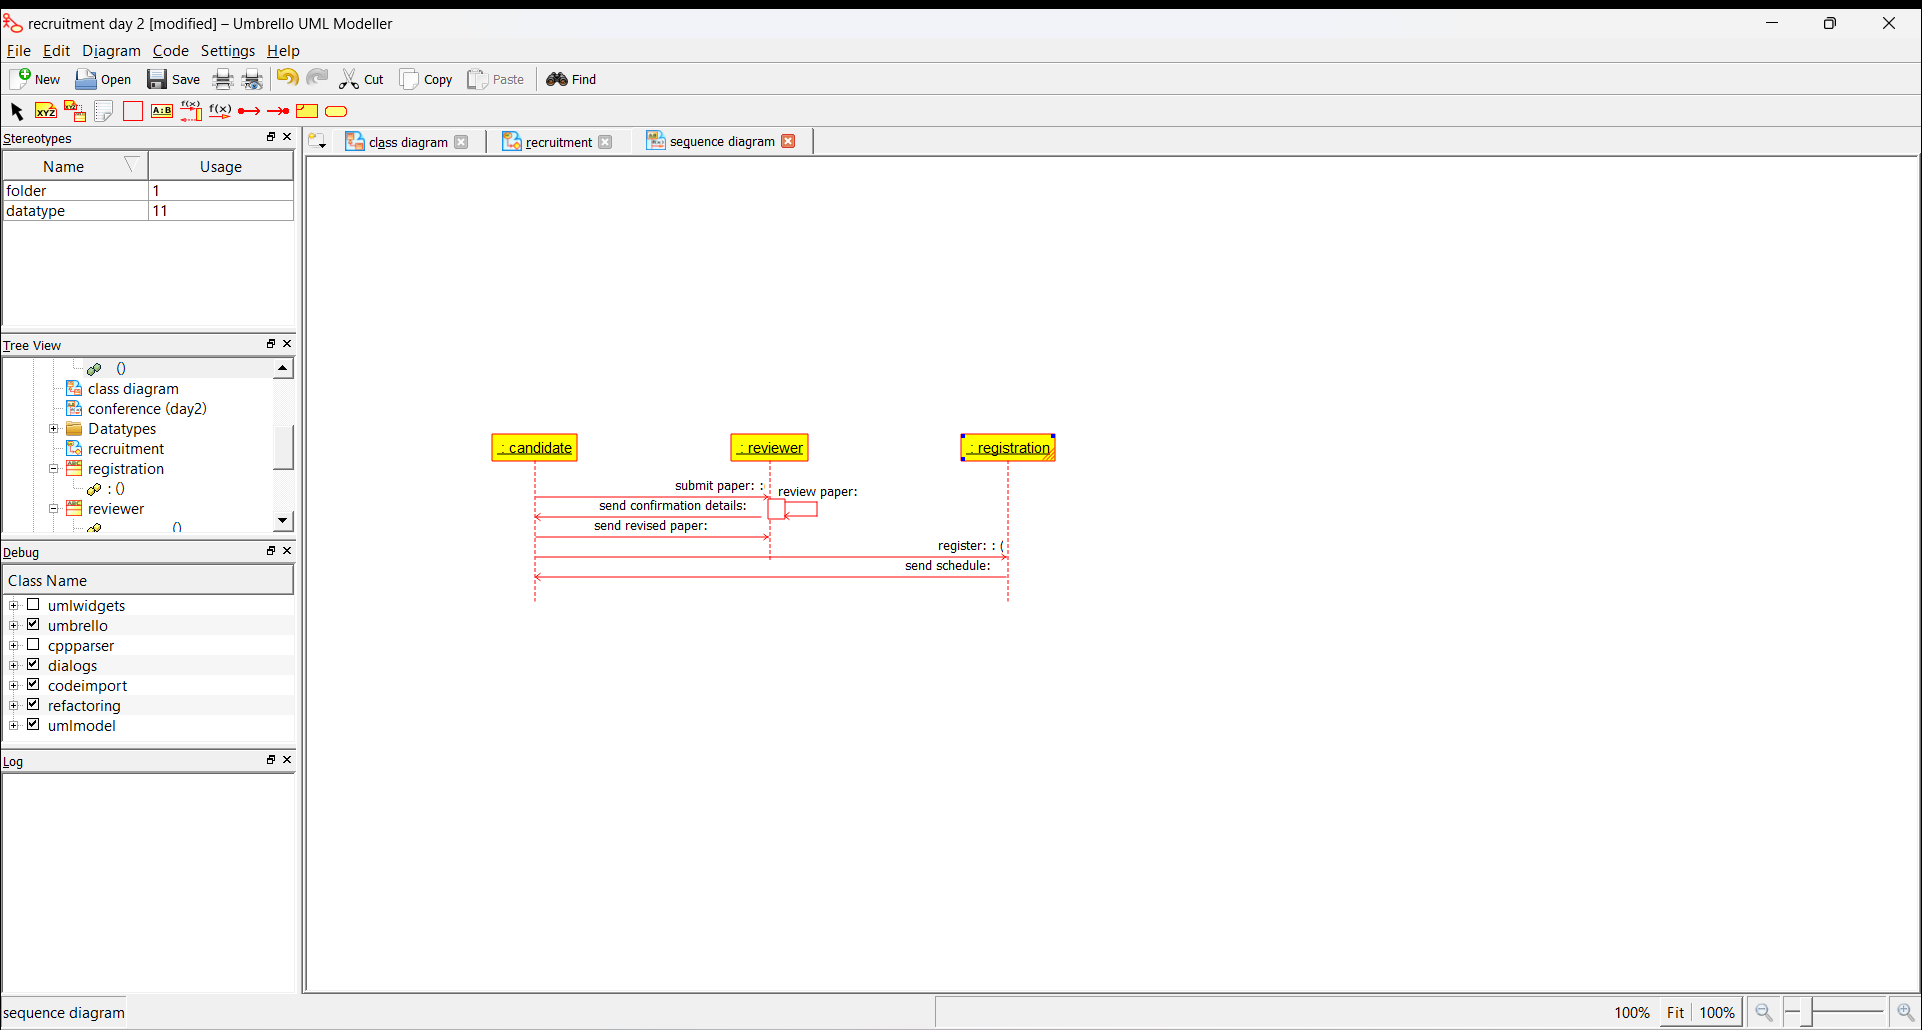 recruitment day 2 [modified] – Umbrello UML Modeller
File Edit Diagram Code Settings Help
New Open Save Cut Copy Paste Find
XYZ XYZ A:B f(x) f(x)
Stereotypes
class diagram recruitment sequence diagram
Name Usage
folder 1
datatype 11
Tree View
()
class diagram
conference (day2)
Datatypes
recruitment
registration
: ()
reviewer
()
Debug
Class Name
umlwidgets
umbrello
cppparser
dialogs
codeimport
refactoring
umlmodel
Log
: candidate : reviewer : registration
submit paper: :
review paper:
send confirmation details:
send revised paper:
register: : (
send schedule:
sequence diagram
100% Fit 100%